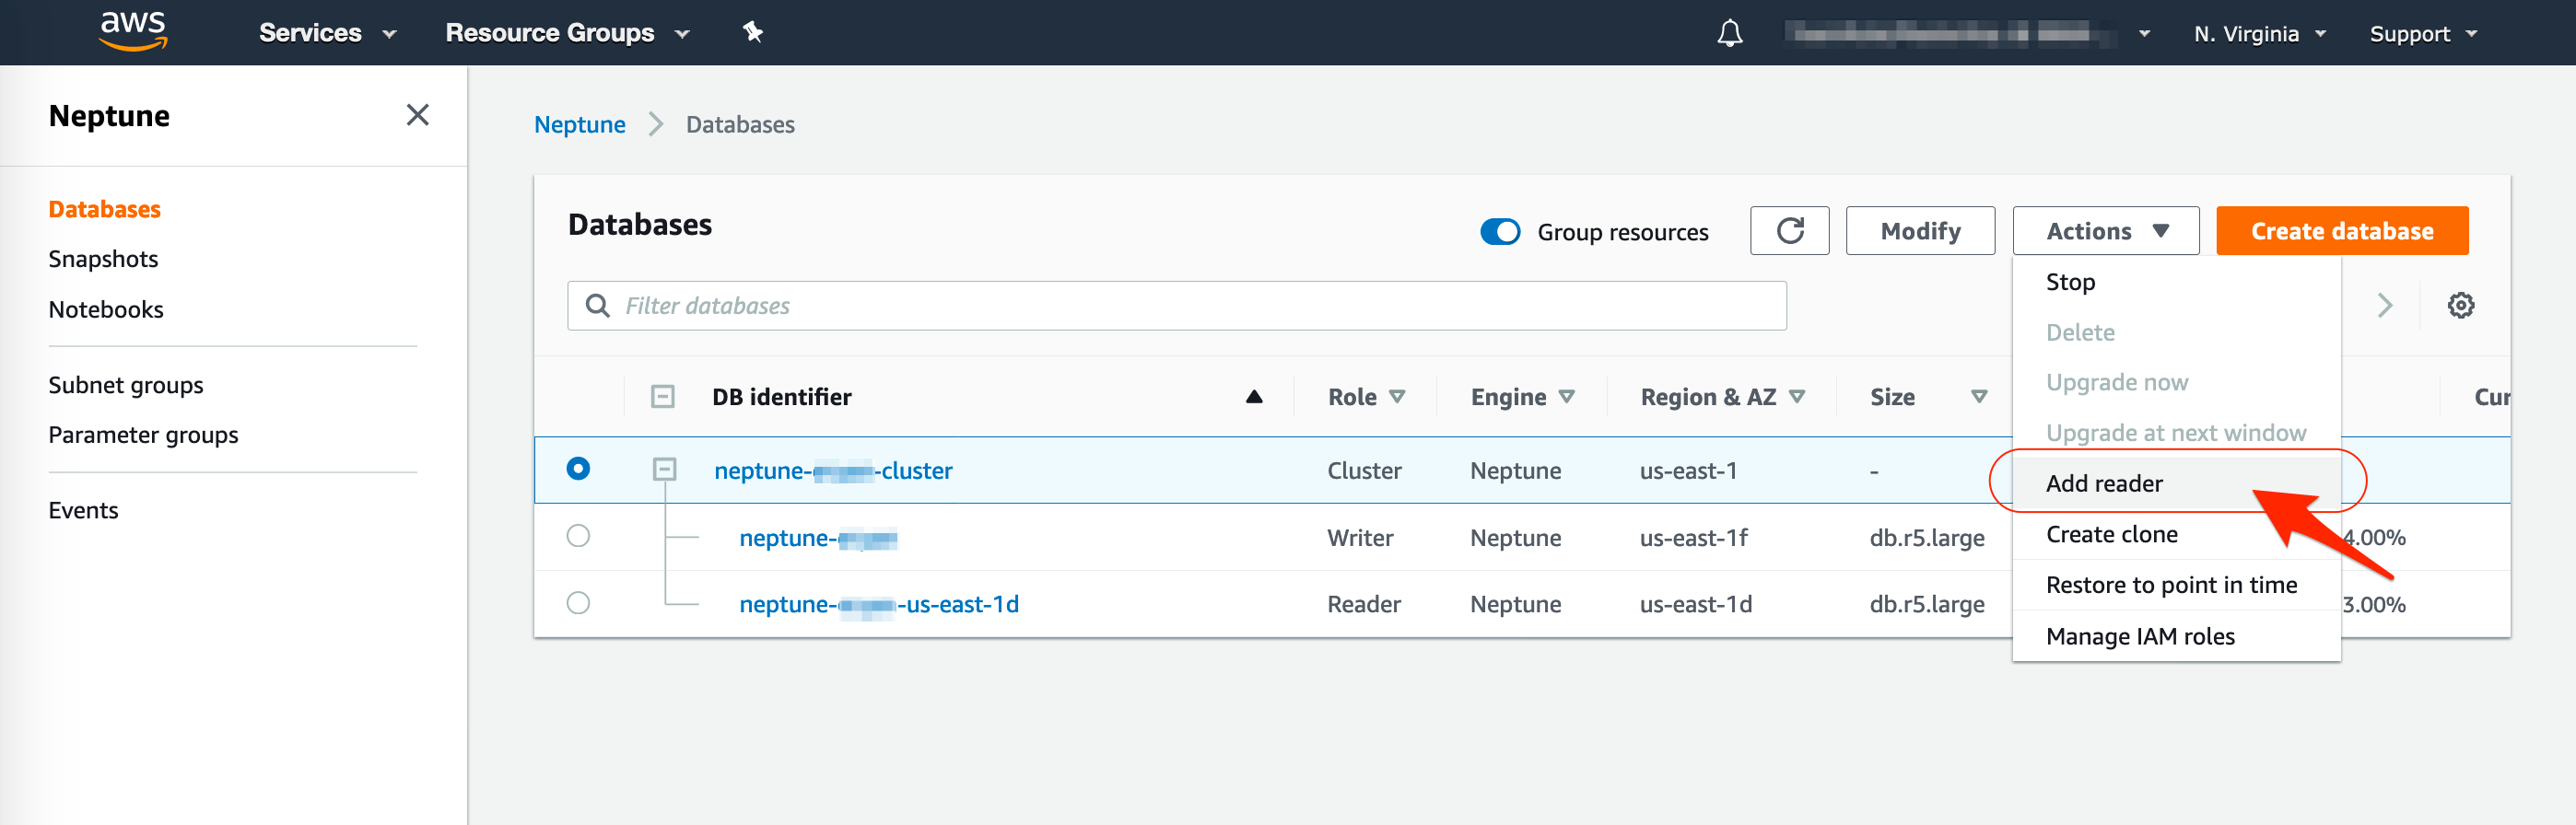 aws Services Resource Groups N. Virginia Support
Neptune
Databases
Snapshots
Notebooks
Subnet groups
Parameter groups
Events
Neptune Databases
Databases
Group resources Modify Actions Create database
Filter databases
Stop
Delete
Upgrade now
Upgrade at next window
Add reader
Create clone
Restore to point in time
Manage IAM roles
DB identifier Role Engine Region & AZ Size Cur
neptune- -cluster Cluster Neptune us-east-1 -
neptune- Writer Neptune us-east-1f db.r5.large 4.00%
neptune- -us-east-1d Reader Neptune us-east-1d db.r5.large 3.00%